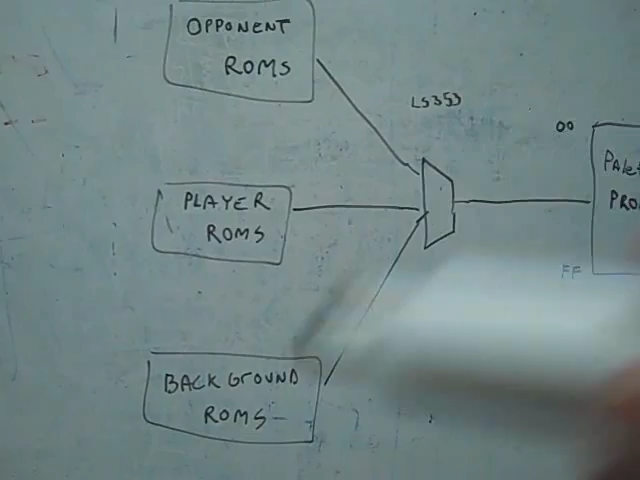 OPPONENT
ROMS
LS353
00
PLAYER
ROMS
FF
BACKGROUND
ROMS